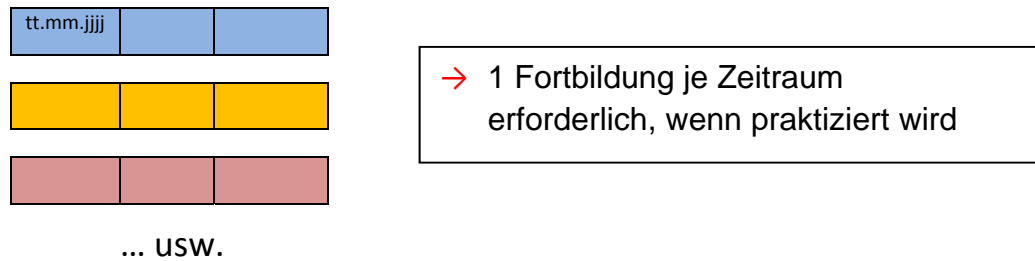 tt.mm.jjjj
→ 1 Fortbildung je Zeitraum
erforderlich, wenn praktiziert wird
... usw.